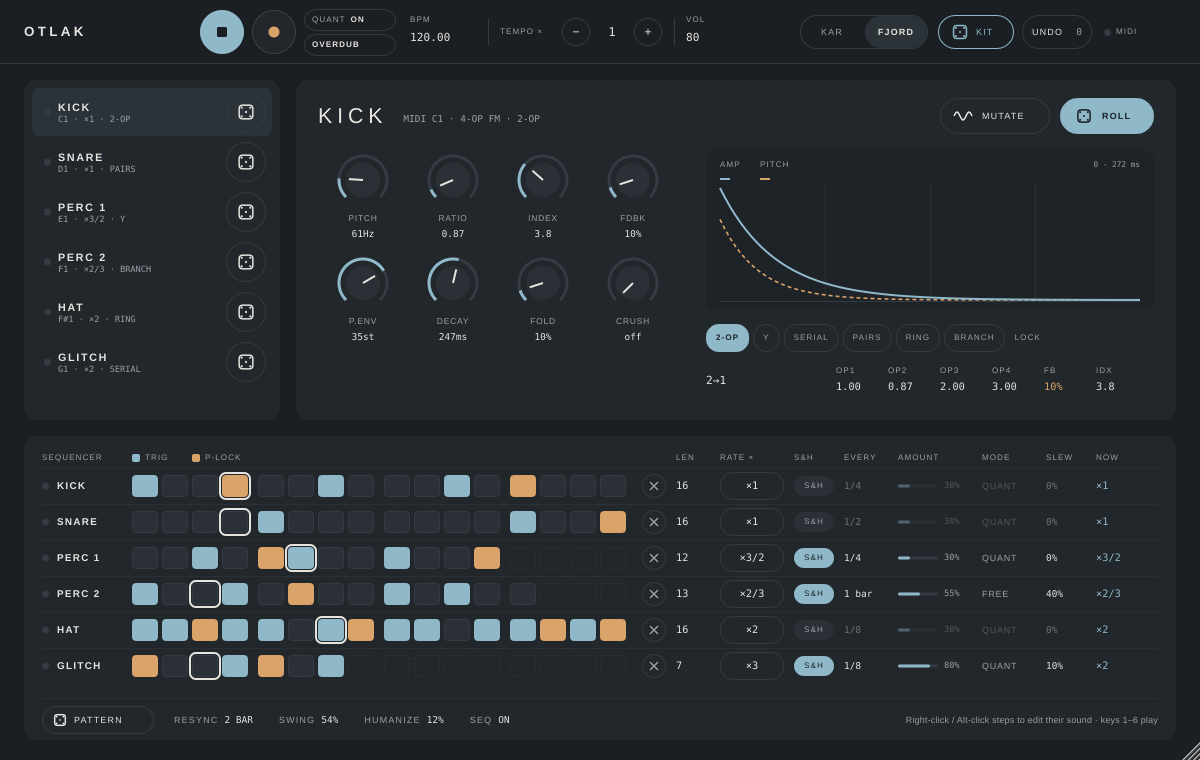 OTLAK
QUANT ON
OVERDUB
BPM
120.00
TEMPO ×
− 1 +
VOL
80
KAR FJORD
KIT
UNDO 0
MIDI
KICK
C1 · ×1 · 2-OP
SNARE
D1 · ×1 · PAIRS
PERC 1
E1 · ×3/2 · Y
PERC 2
F1 · ×2/3 · BRANCH
HAT
F#1 · ×2 · RING
GLITCH
G1 · ×2 · SERIAL
KICK MIDI C1 · 4-OP FM · 2-OP
MUTATE ROLL
PITCH RATIO INDEX FDBK
61Hz 0.87 3.8 10%
P.ENV DECAY FOLD CRUSH
35st 247ms 10% off
AMP PITCH 0 - 272 ms
2-OP Y SERIAL PAIRS RING BRANCH LOCK
OP1 OP2 OP3 OP4 FB IDX
2→1 1.00 0.87 2.00 3.00 10% 3.8
SEQUENCER TRIG P-LOCK LEN RATE × S&H EVERY AMOUNT MODE SLEW NOW
KICK 16 ×1 S&H 1/4 30% QUANT 0% ×1
SNARE 16 ×1 S&H 1/2 30% QUANT 0% ×1
PERC 1 12 ×3/2 S&H 1/4 30% QUANT 0% ×3/2
PERC 2 13 ×2/3 S&H 1 bar 55% FREE 40% ×2/3
HAT 16 ×2 S&H 1/8 30% QUANT 0% ×2
GLITCH 7 ×3 S&H 1/8 80% QUANT 10% ×2
PATTERN RESYNC 2 BAR SWING 54% HUMANIZE 12% SEQ ON Right-click / Alt-click steps to edit their sound · keys 1–6 play